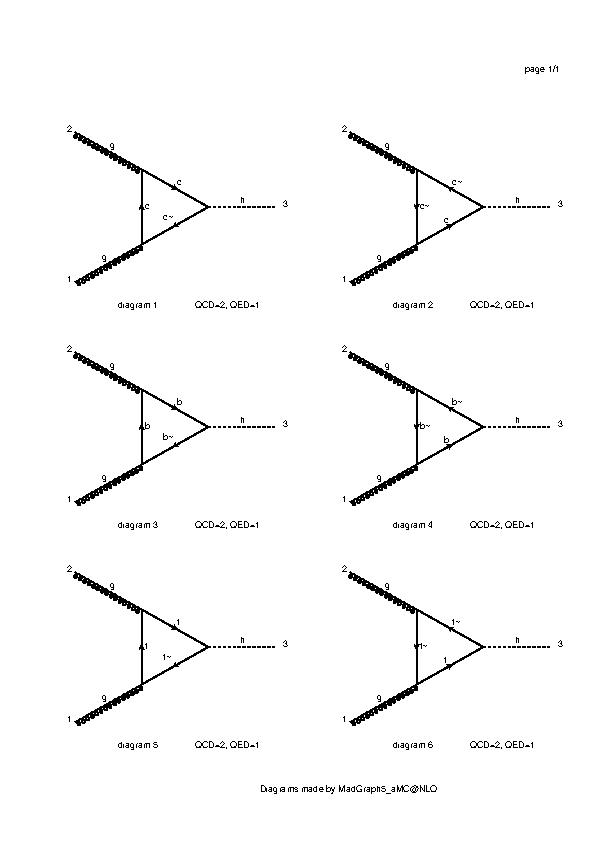 page 1/1
2
g
c
c
c~
g
1
h
3
diagram 1 QCD=2, QED=1
2
g
c~
c~
c
g
1
h
3
diagram 2 QCD=2, QED=1
2
g
b
b
b~
g
1
h
3
diagram 3 QCD=2, QED=1
2
g
b~
b~
b
g
1
h
3
diagram 4 QCD=2, QED=1
2
g
t
t
t~
g
1
h
3
diagram 5 QCD=2, QED=1
2
g
t~
t~
t
g
1
h
3
diagram 6 QCD=2, QED=1
Diagrams made by MadGraph5_aMC@NLO